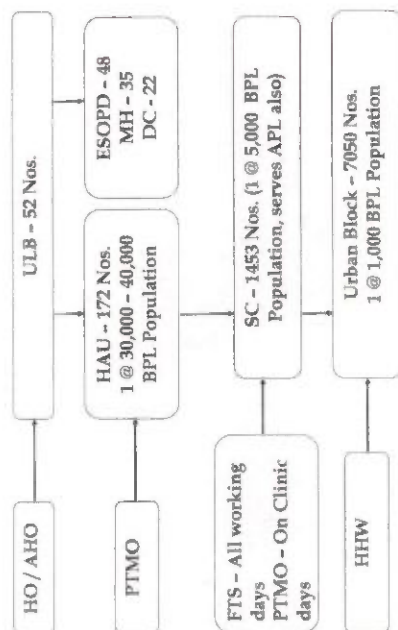 HO / AHO
ULB – 52 Nos.
PTMO
HAU – 172 Nos.
1 @ 30,000 – 40,000
BPL Population
ESOPD – 48
MH – 35
DC - 22
FTS – All working
days
PTMO – On Clinic
days
SC – 1453 Nos. (1 @ 5,000 BPL
Population, serves APL also)
HHW
Urban Block – 7050 Nos.
1 @ 1,000 BPL Population